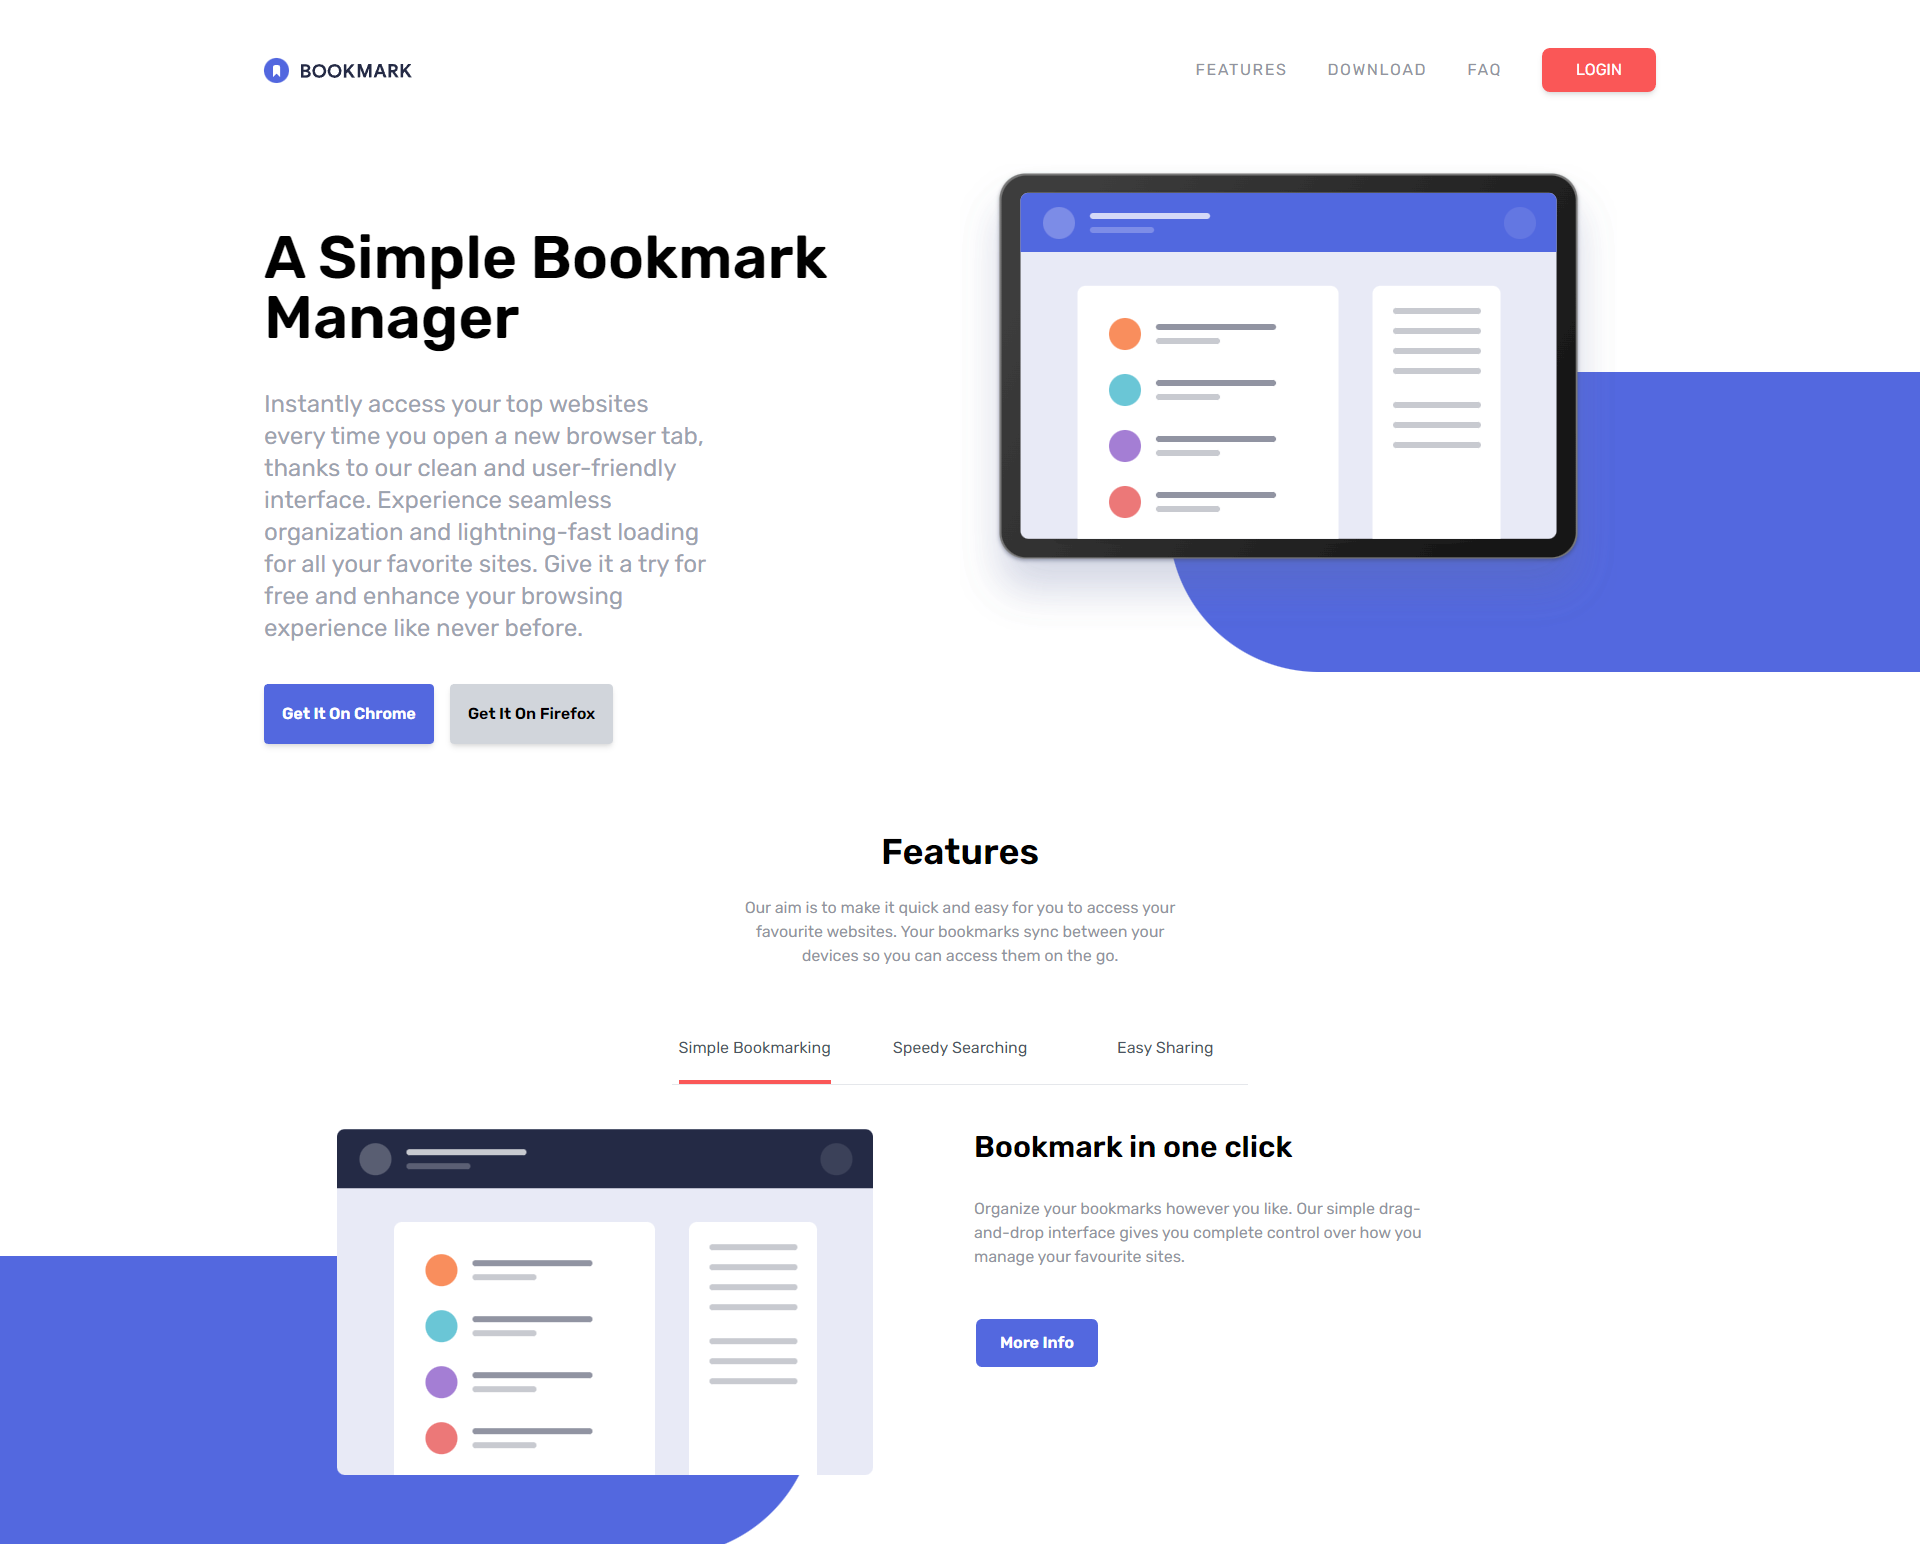 BOOKMARK
FEATURES DOWNLOAD FAQ LOGIN
A Simple Bookmark
Manager
Instantly access your top websites
every time you open a new browser tab,
thanks to our clean and user-friendly
interface. Experience seamless
organization and lightning-fast loading
for all your favorite sites. Give it a try for
free and enhance your browsing
experience like never before.
Get It On Chrome Get It On Firefox
Features
Our aim is to make it quick and easy for you to access your
favourite websites. Your bookmarks sync between your
devices so you can access them on the go.
Simple Bookmarking Speedy Searching Easy Sharing
Bookmark in one click
Organize your bookmarks however you like. Our simple drag-
and-drop interface gives you complete control over how you
manage your favourite sites.
More Info